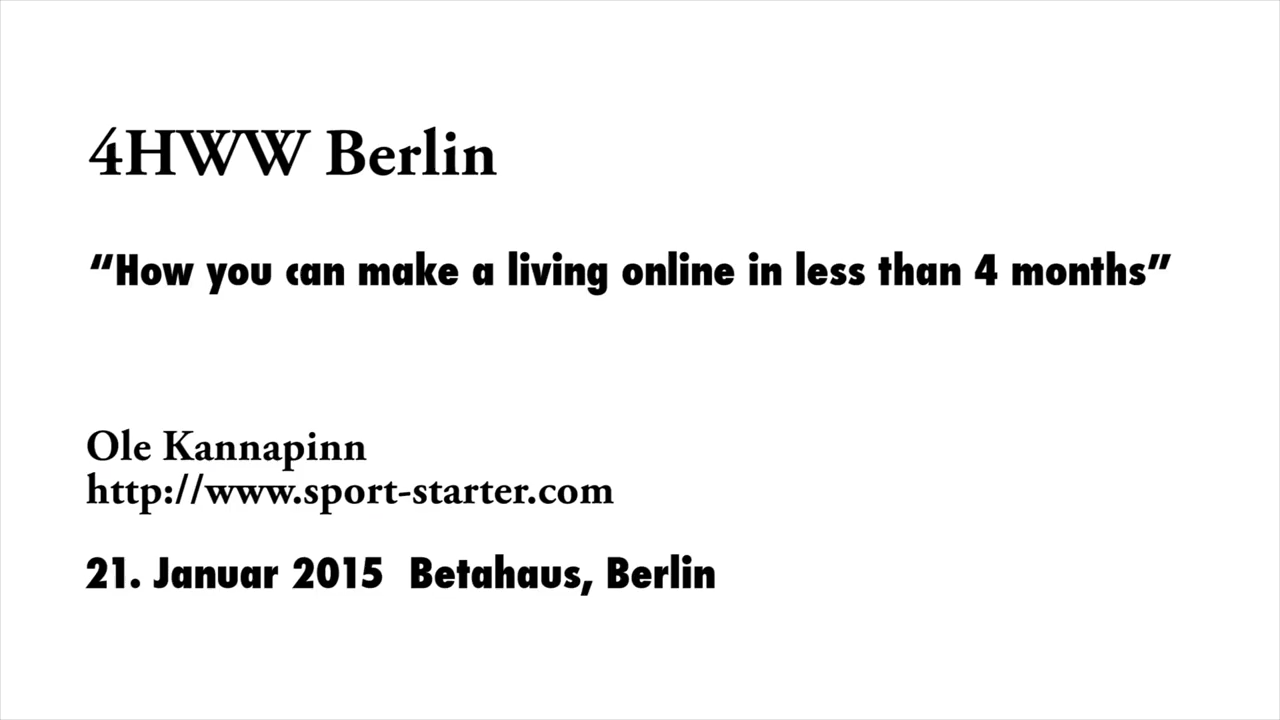 4HWW Berlin
“How you can make a living online in less than 4 months”
Ole Kannapinn
http://www.sport-starter.com
21. Januar 2015 Betahaus, Berlin